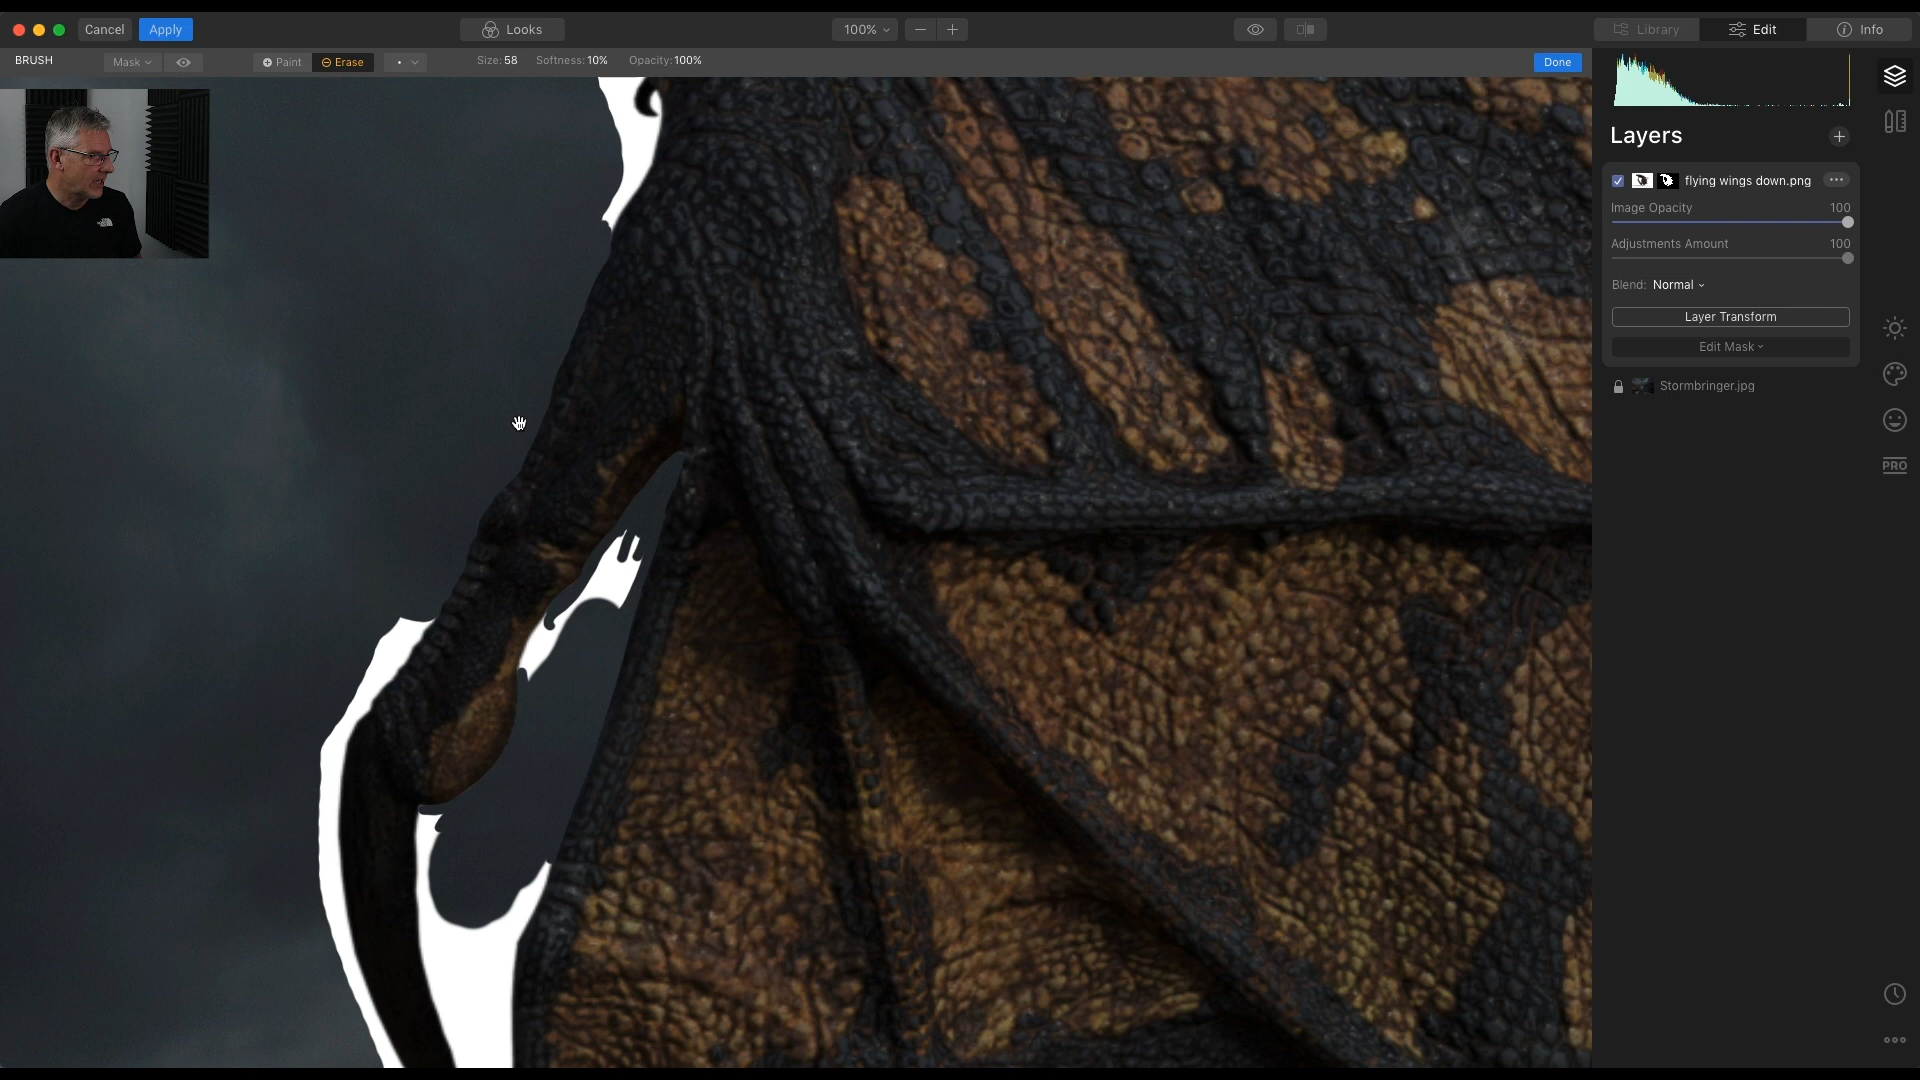 Cancel Apply Looks 100% Library Edit Info
BRUSH Mask Paint Erase Size: 58 Softness: 10% Opacity: 100% Done
Layers
flying wings down.png
Image Opacity 100
Adjustments Amount 100
Blend: Normal
Layer Transform
Edit Mask
Stormbringer.jpg
PRO